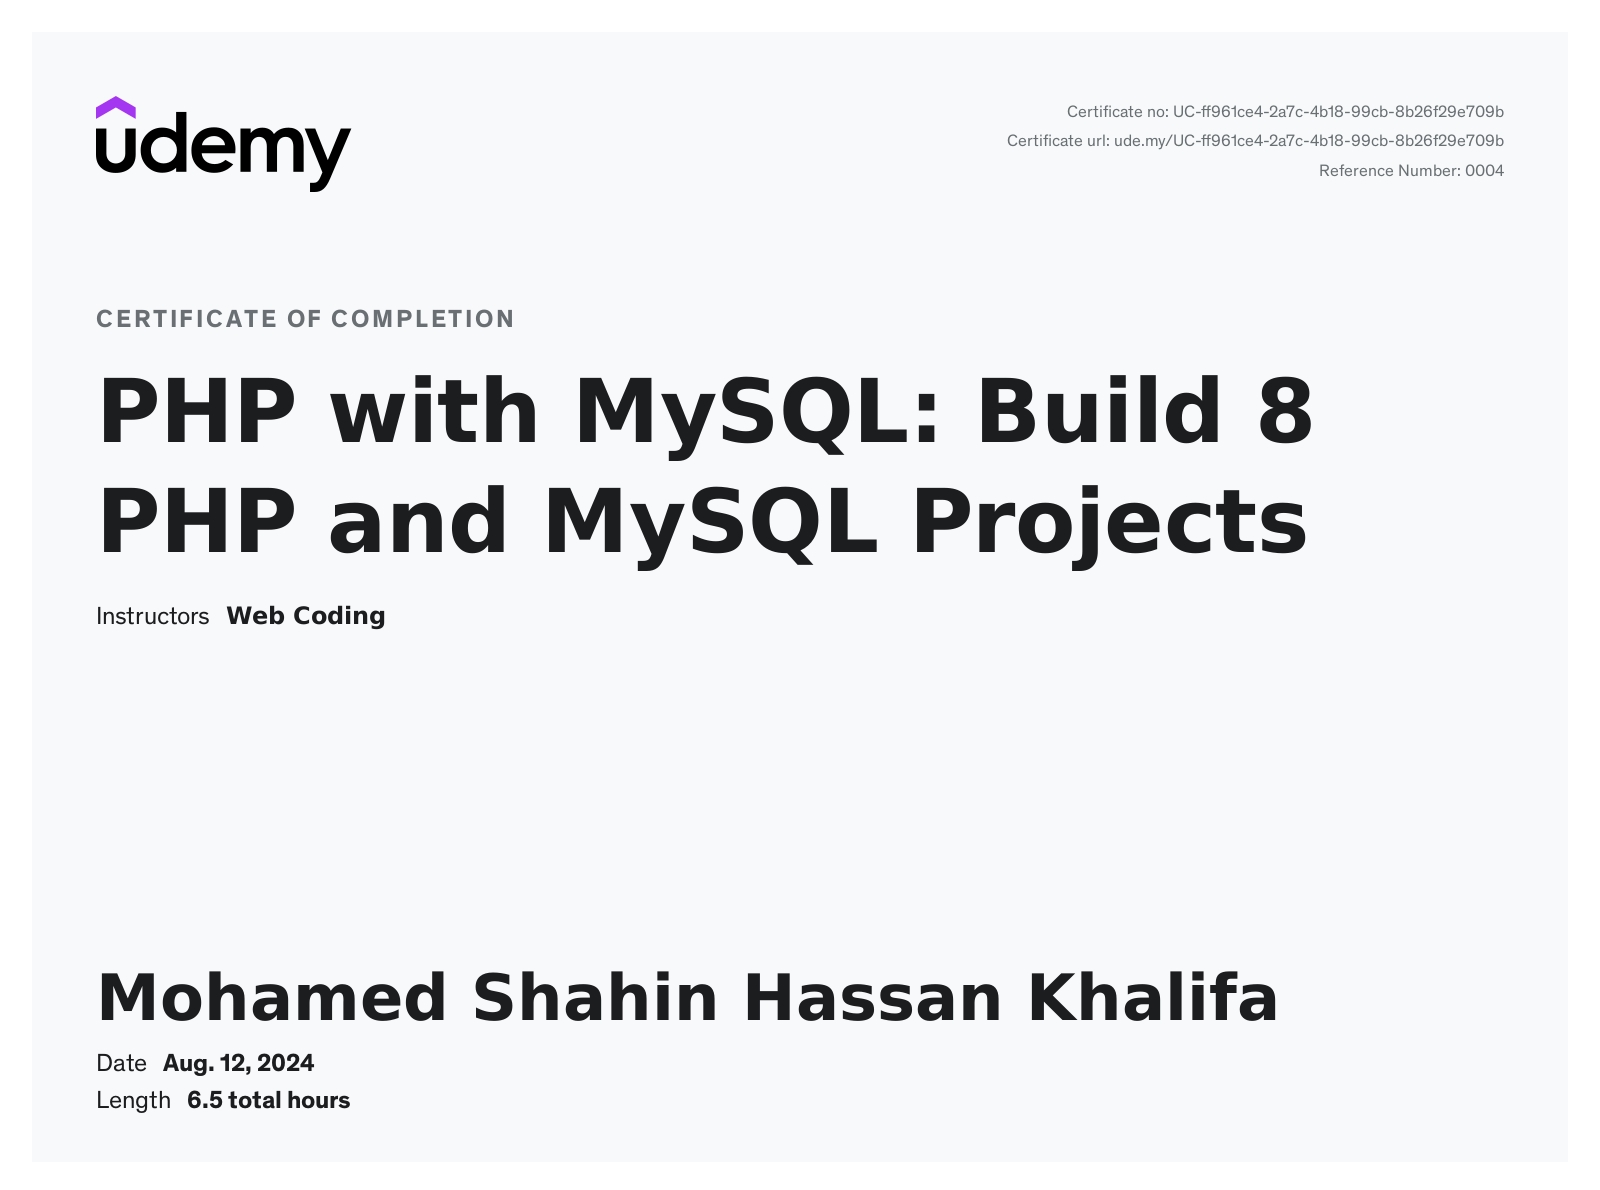 udemy
Certificate no: UC-ff961ce4-2a7c-4b18-99cb-8b26f29e709b
Certificate url: ude.my/UC-ff961ce4-2a7c-4b18-99cb-8b26f29e709b
Reference Number: 0004
CERTIFICATE OF COMPLETION
PHP with MySQL: Build 8
PHP and MySQL Projects
Instructors Web Coding
Mohamed Shahin Hassan Khalifa
Date Aug. 12, 2024
Length 6.5 total hours